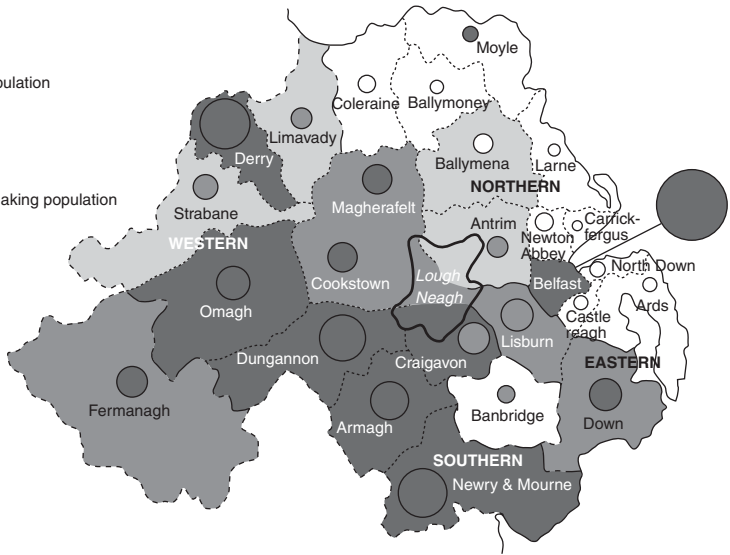 Moyle
pulation
Coleraine
Ballymoney
Limavady
Derry
Ballymena
Larne
NORTHERN
aking population
Magherafelt
Strabane
Antrim
Carrick-
fergus
Newton
Abbey
WESTERN
North Down
Lough
Neagh
Cookstown
Belfast
Omagh
Ards
Castle
reagh
Lisburn
Dungannon
Craigavon
EASTERN
Fermanagh
Banbridge
Down
Armagh
SOUTHERN
Newry & Mourne